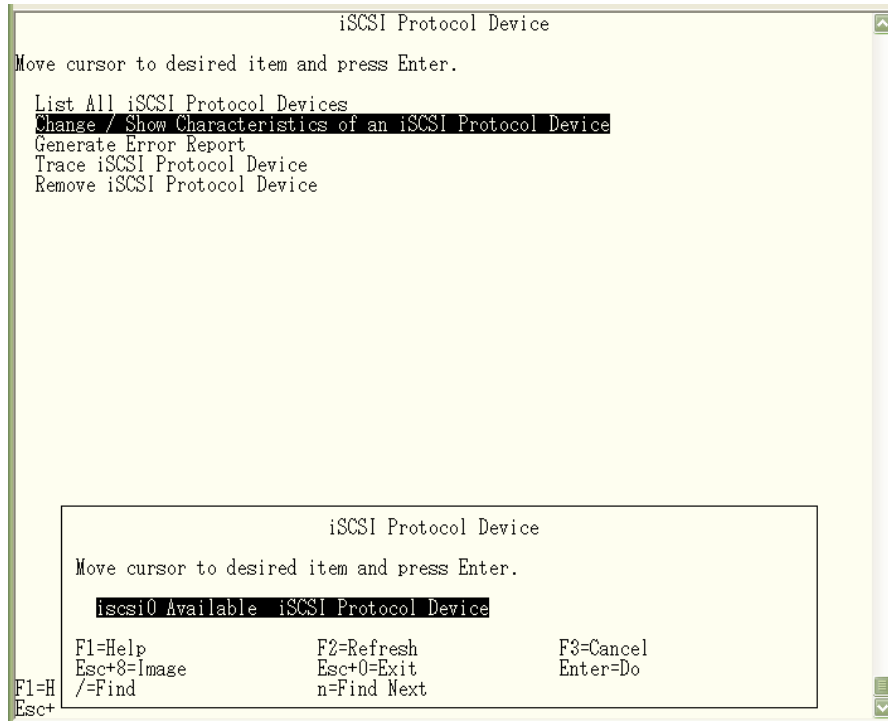 iSCSI Protocol Device
Move cursor to desired item and press Enter.
List All iSCSI Protocol Devices
Change / Show Characteristics of an iSCSI Protocol Device
Generate Error Report
Trace iSCSI Protocol Device
Remove iSCSI Protocol Device
iSCSI Protocol Device
Move cursor to desired item and press Enter.
iscsi0 Available iSCSI Protocol Device
F1=Help F2=Refresh F3=Cancel
Esc+8=Image Esc+0=Exit Enter=Do
F1=H /=Find n=Find Next
Esc+